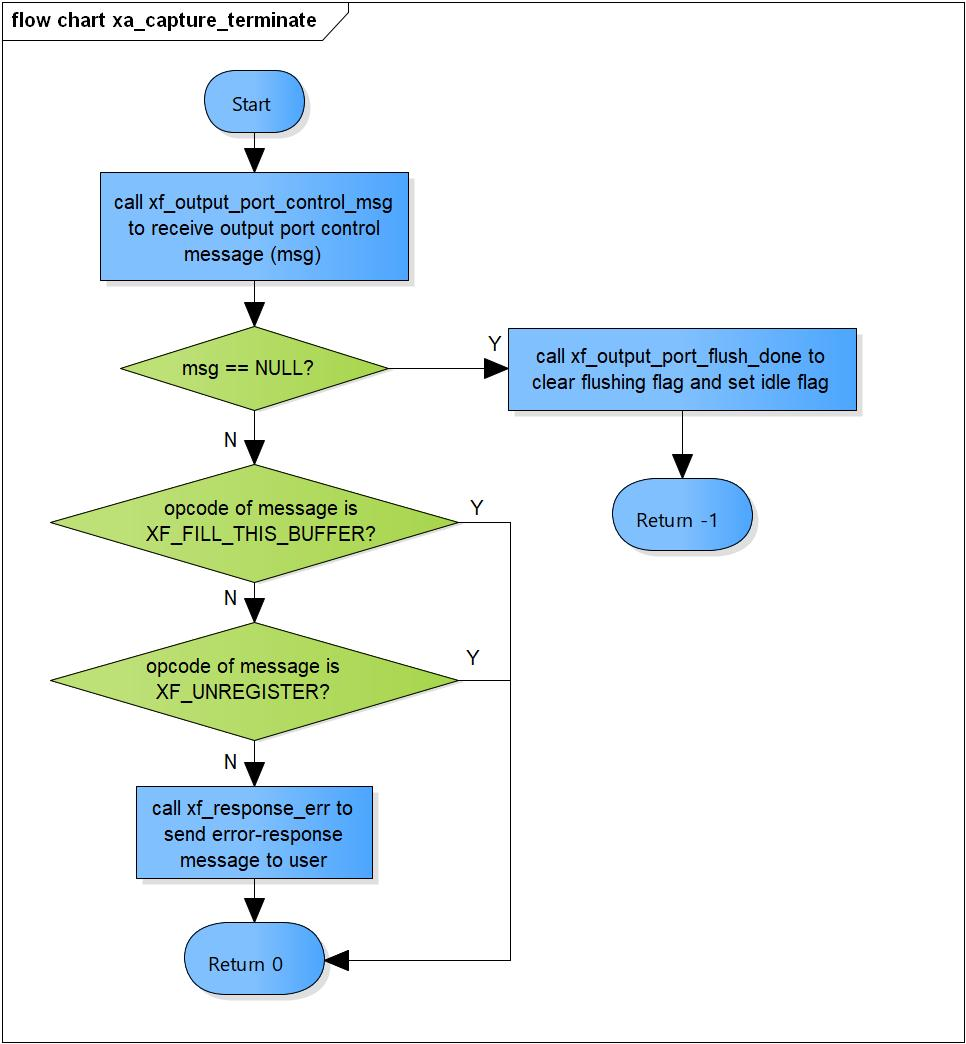 flow chart xa_capture_terminate
Start
call xf_output_port_control_msg
to receive output port control
message (msg)
msg == NULL?
Y
call xf_output_port_flush_done to
clear flushing flag and set idle flag
N
Return -1
opcode of message is
XF_FILL_THIS_BUFFER?
Y
N
opcode of message is
XF_UNREGISTER?
Y
N
call xf_response_err to
send error-response
message to user
Return 0